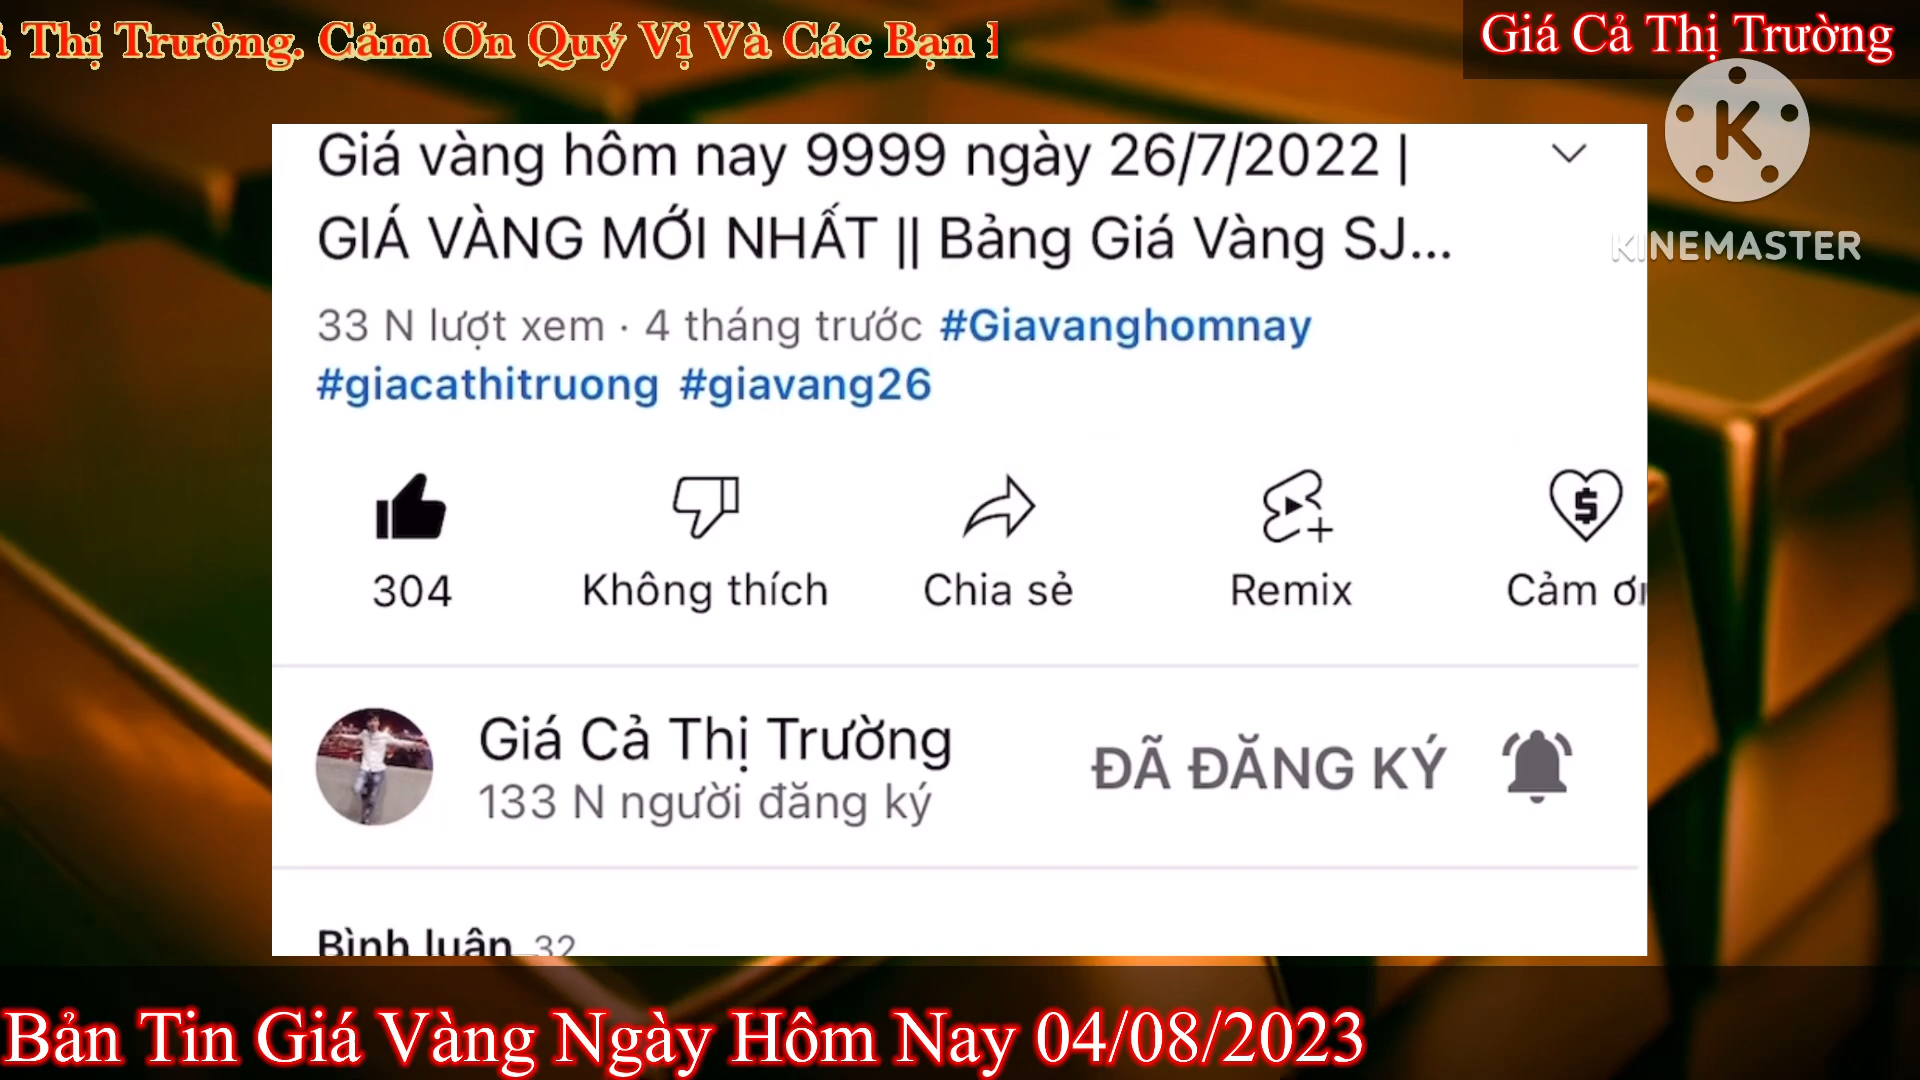 Thị Trường. Cảm Ơn Quý Vị Và Các Bạn
Giá Cả Thị Trường
K
KINEMASTER
Giá vàng hôm nay 9999 ngày 26/7/2022 |
GIÁ VÀNG MỚI NHẤT || Bảng Giá Vàng SJ...
33 N lượt xem · 4 tháng trước #Giavanghomnay
#giacathitruong #giavang26
304 Không thích Chia sẻ Remix Cảm ơn
Giá Cả Thị Trường
133 N người đăng ký
ĐÃ ĐĂNG KÝ
Bình luận 32
Bản Tin Giá Vàng Ngày Hôm Nay 04/08/2023